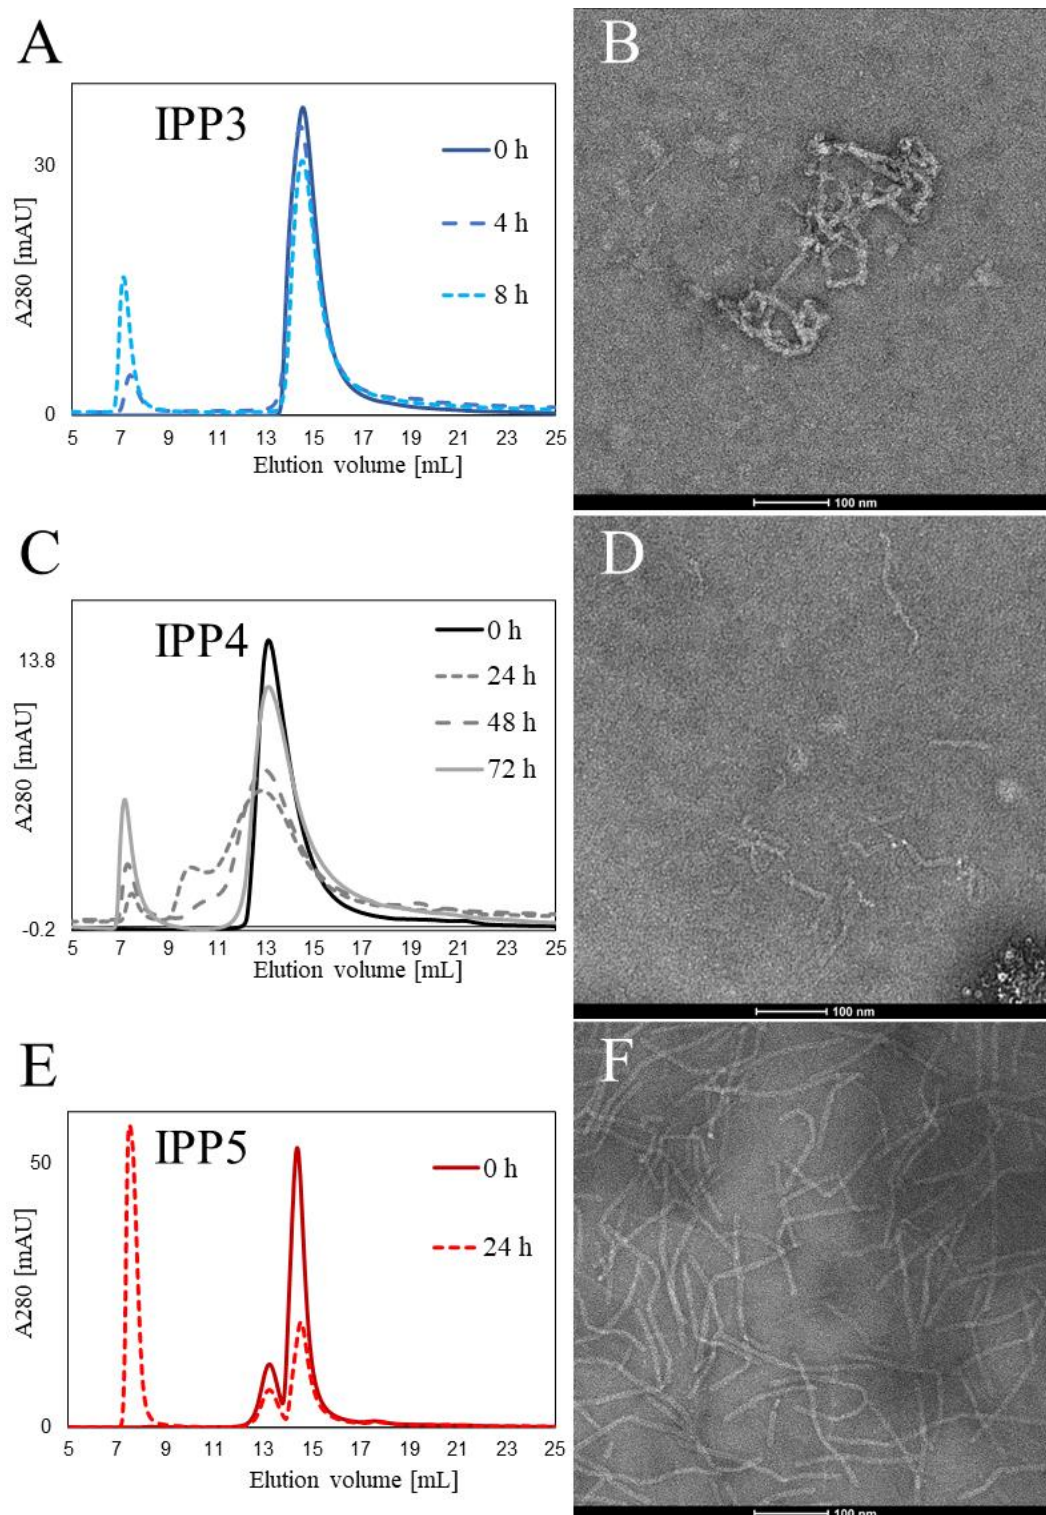 A
IPP3
30
0
A280 [mAU]
0 h
4 h
8 h
5 7 9 11 13 15 17 19 21 23 25
Elution volume [mL]
B
100 nm
C
IPP4
13.8
-0.2
A280 [mAU]
0 h
24 h
48 h
72 h
5 7 9 11 13 15 17 19 21 23 25
Elution volume [mL]
D
100 nm
E
IPP5
50
0
A280 [mAU]
0 h
24 h
5 7 9 11 13 15 17 19 21 23 25
Elution volume [mL]
F
100 nm